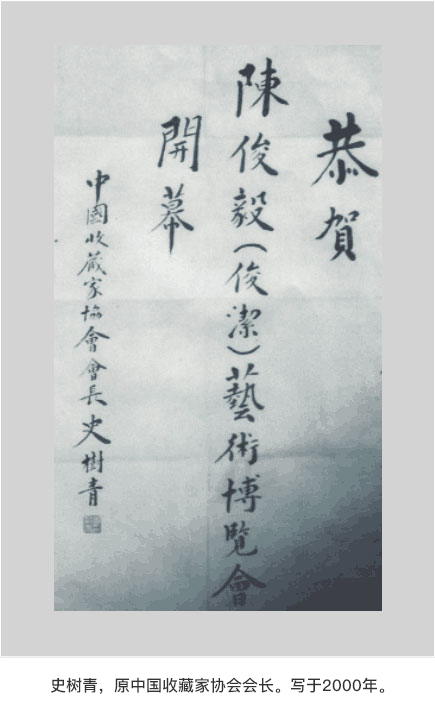 恭賀
陳俊毅(俊潔)藝術博覽會
開幕
中國收藏家協會會長史樹青
史树青，原中国收藏家协会会长。写于2000年。